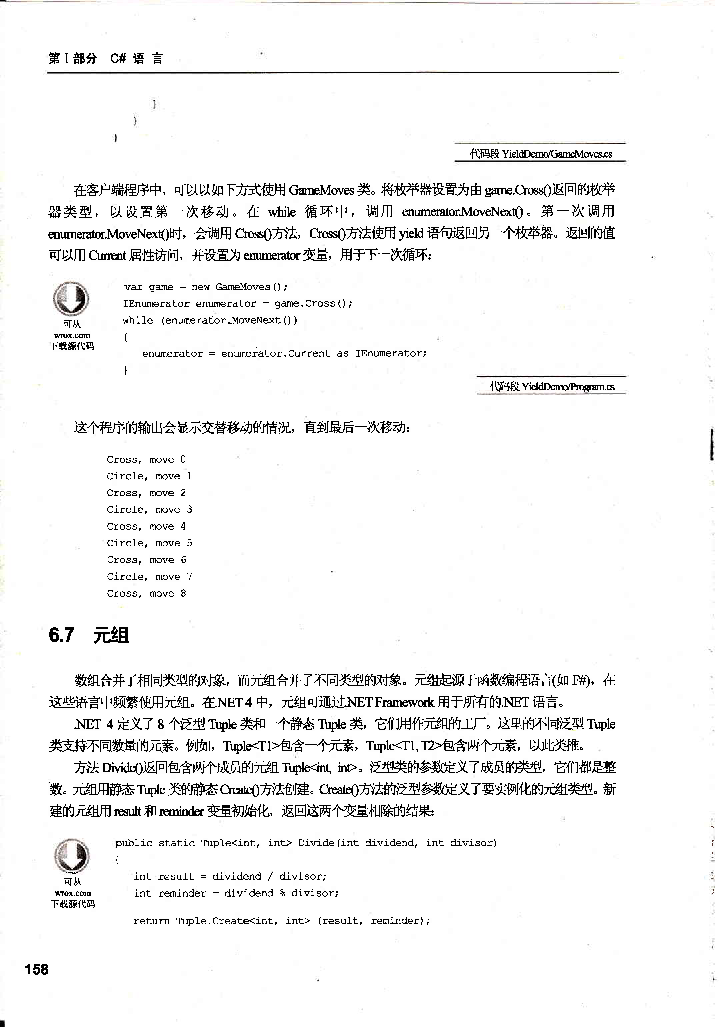 第 I 部分 C# 语 言
}
}
}
代码段 YieldDemo/GameMoves.cs
在客户端程序中，可以以如下方式使用 GameMoves 类。将枚举器设置为由 game.Cross()返回的枚举
器类型，以设置第一次移动。在 while 循环中，调用 enumerator.MoveNext()。第一次调用
enumerator.MoveNext()时，会调用 Cross()方法，Cross()方法使用 yield 语句返回另一个枚举器。返回的值
可以用 Current 属性访问，并设置为 enumerator 变量，用于下一次循环：
var game = new GameMoves();
IEnumerator enumerator = game.Cross();
while (enumerator.MoveNext())
{
enumerator = enumerator.Current as IEnumerator;
}
可从
wrox.com
下载源代码
代码段 YieldDemo/Program.cs
这个程序的输出会显示交替移动的情况，直到最后一次移动：
Cross, move 0
Circle, move 1
Cross, move 2
Circle, move 3
Cross, move 4
Circle, move 5
Cross, move 6
Circle, move 7
Cross, move 8
6.7 元组
数组合并了相同类型的对象，而元组合并了不同类型的对象。元组起源于函数编程语言(如 F#)，在
这些语言中频繁使用元组。在.NET 4 中，元组可通过.NET Framework 用于所有的.NET 语言。
.NET 4 定义了 8 个泛型 Tuple 类和一个静态 Tuple 类，它们用作元组的工厂。这里的不同泛型 Tuple
类支持不同数量的元素。例如，Tuple<T1>包含一个元素，Tuple<T1, T2>包含两个元素，以此类推。
方法 Divide()返回包含两个成员的元组 Tuple<int, int>。泛型类的参数定义了成员的类型，它们都是整
数。元组用静态 Tuple 类的静态 Create()方法创建。Create()方法的泛型参数定义了要实例化的元组类型。新
建的元组用 result 和 reminder 变量初始化，返回这两个变量相除的结果：
public static Tuple<int, int> Divide(int dividend, int divisor)
{
int result = dividend / divisor;
int reminder = dividend % divisor;
return Tuple.Create<int, int> (result, reminder);
可从
wrox.com
下载源代码
158